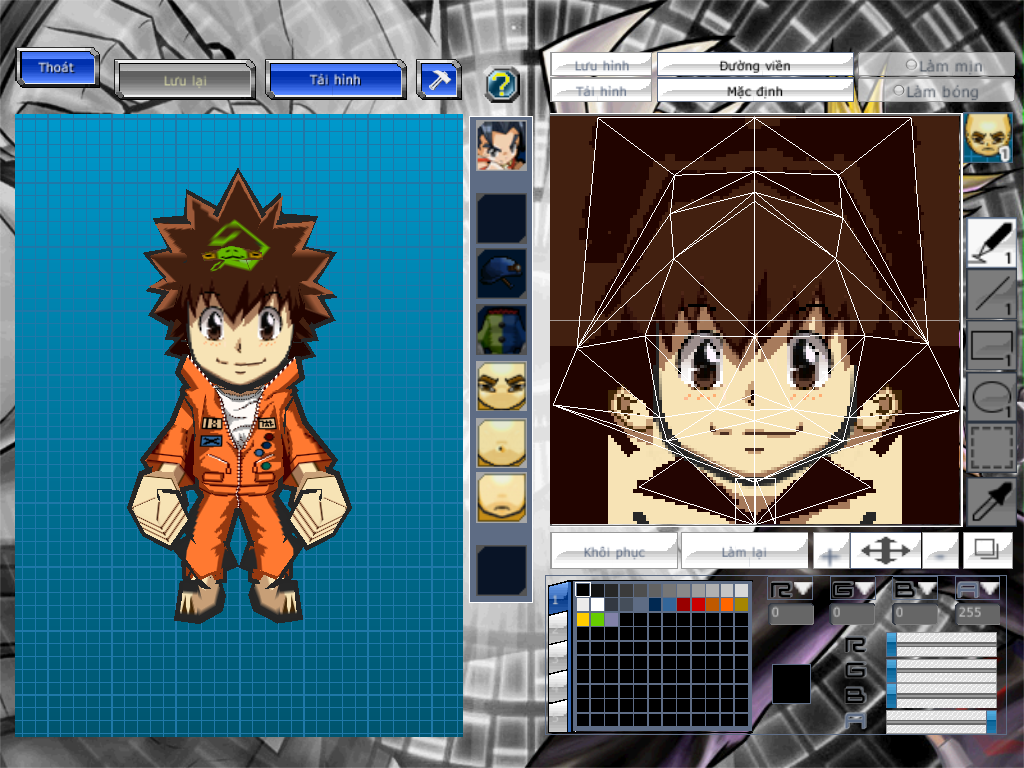 Thoát
Lưu lại
Tải hình
?
Lưu hình
Đường viền
Làm mịn
Tải hình
Mặc định
Làm bóng
1
1
1
1
1
Khôi phục
Làm lại
+
-
1
R G B A
0 0 0 255
R
G
B
A